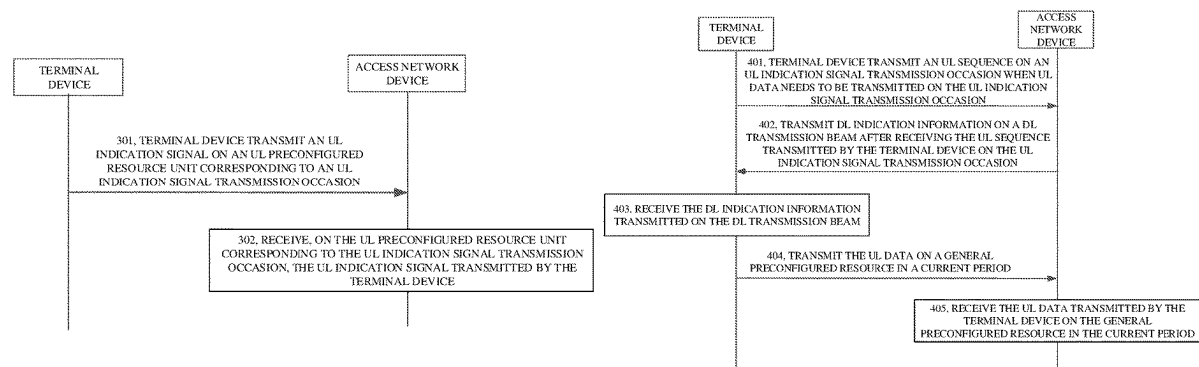 TERMINAL
DEVICE
ACCESS NETWORK
DEVICE
301, TERMINAL DEVICE TRANSMIT AN UL
INDICATION SIGNAL ON AN UL PRECONFIGURED
RESOURCE UNIT CORRESPONDING TO AN UL
INDICATION SIGNAL TRANSMISSION OCCASION
302, RECEIVE, ON THE UL PRECONFIGURED RESOURCE UNIT
CORRESPONDING TO THE UL INDICATION SIGNAL TRANSMISSION
OCCASION, THE UL INDICATION SIGNAL TRANSMITTED BY THE
TERMINAL DEVICE
TERMINAL
DEVICE
ACCESS
NETWORK
DEVICE
401, TERMINAL DEVICE TRANSMIT AN UL SEQUENCE ON AN
UL INDICATION SIGNAL TRANSMISSION OCCASION WHEN UL
DATA NEEDS TO BE TRANSMITTED ON THE UL INDICATION
SIGNAL TRANSMISSION OCCASION
402, TRANSMIT DL INDICATION INFORMATION ON A DL
TRANSMISSION BEAM AFTER RECEIVING THE UL SEQUENCE
TRANSMITTED BY THE TERMINAL DEVICE ON THE UL
INDICATION SIGNAL TRANSMISSION OCCASION
403, RECEIVE THE DL INDICATION INFORMATION
TRANSMITTED ON THE DL TRANSMISSION BEAM
404, TRANSMIT THE UL DATA ON A GENERAL
PRECONFIGURED RESOURCE IN A CURRENT PERIOD
405, RECEIVE THE UL DATA TRANSMITTED BY THE
TERMINAL DEVICE ON THE GENERAL
PRECONFIGURED RESOURCE IN THE CURRENT PERIOD